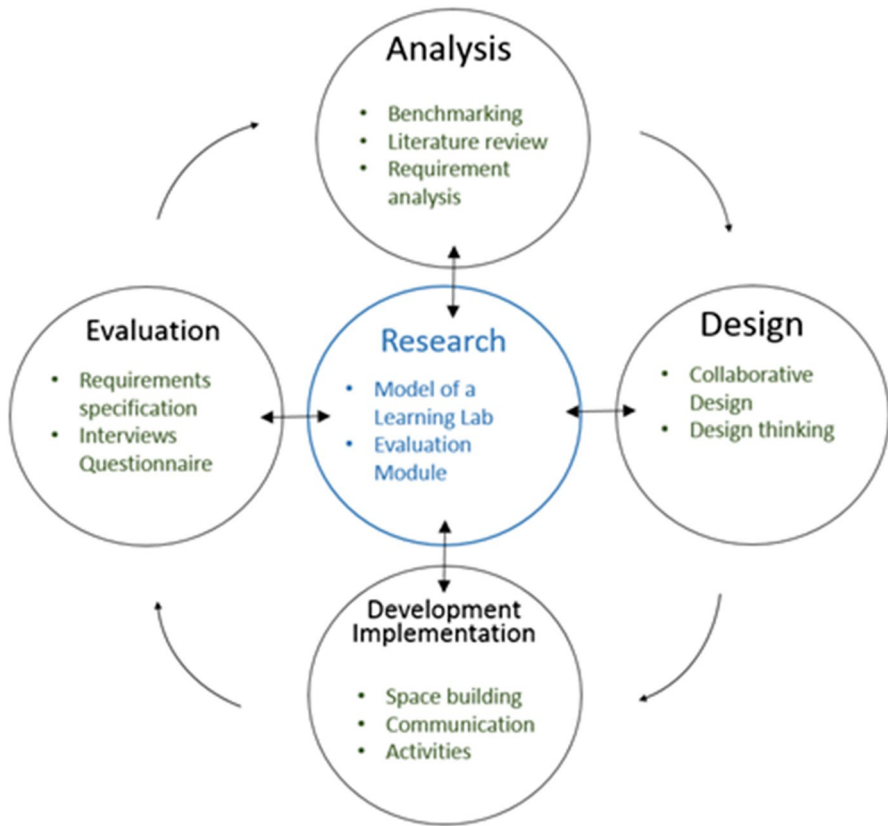 Analysis
• Benchmarking
• Literature review
• Requirement
analysis
Evaluation
• Requirements
specification
• Interviews
Questionnaire
Research
• Model of a
Learning Lab
• Evaluation
Module
Design
• Collaborative
Design
• Design thinking
Development
Implementation
• Space building
• Communication
• Activities